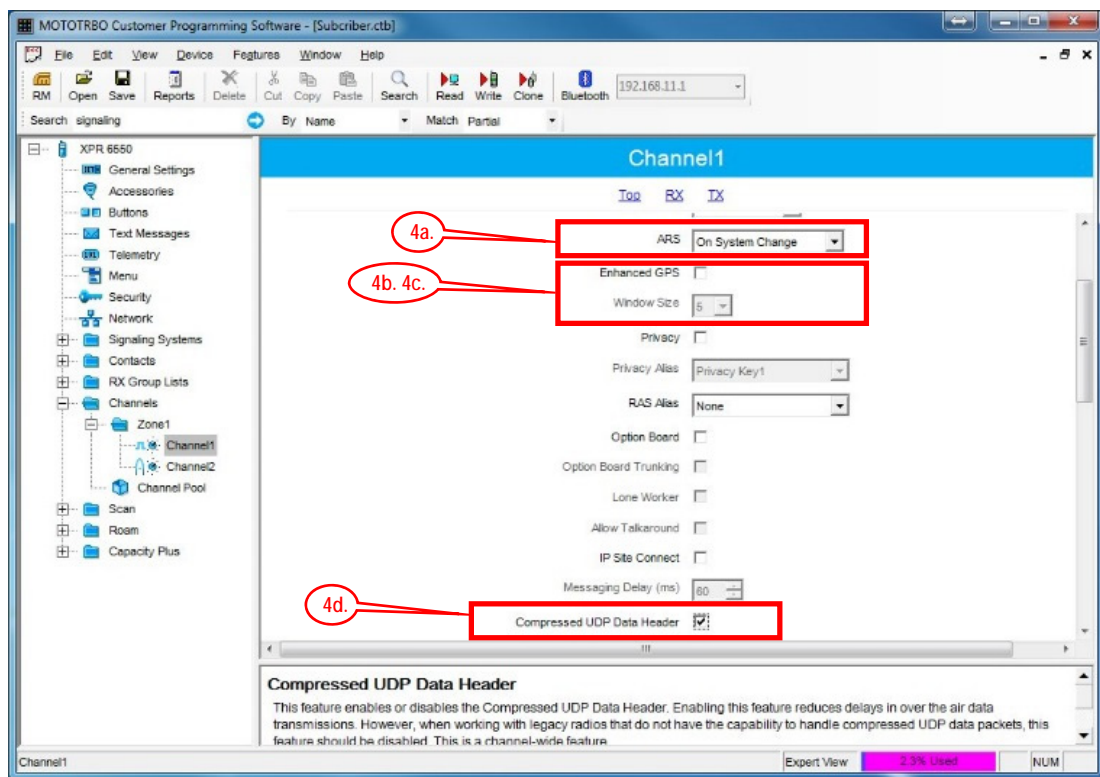 MOTOTRBO Customer Programming Software - [Subcriber.ctb]
File Edit View Device Features Window Help
RM Open Save Reports Delete Cut Copy Paste Search Read Write Clone Bluetooth 192.168.11.1
Search signaling By Name Match Partial
XPR 6550
General Settings
Accessories
Buttons
Text Messages
Telemetry
Menu
Security
Network
Signaling Systems
Contacts
RX Group Lists
Channels
Zone1
Channel1
Channel2
Channel Pool
Scan
Roam
Capacity Plus
Channel1
Top RX TX
4a.
ARS On System Change
4b. 4c.
Enhanced GPS
Window Size 5
Privacy
Privacy Alias Privacy Key1
RAS Alias None
Option Board
Option Board Trunking
Lone Worker
Allow Talkaround
IP Site Connect
Messaging Delay (ms) 60
4d.
Compressed UDP Data Header
Compressed UDP Data Header
This feature enables or disables the Compressed UDP Data Header. Enabling this feature reduces delays in over the air data
transmissions. However, when working with legacy radios that do not have the capability to handle compressed UDP data packets, this
feature should be disabled. This is a channel-wide feature.
Channel1 Expert View 2.3% Used NUM